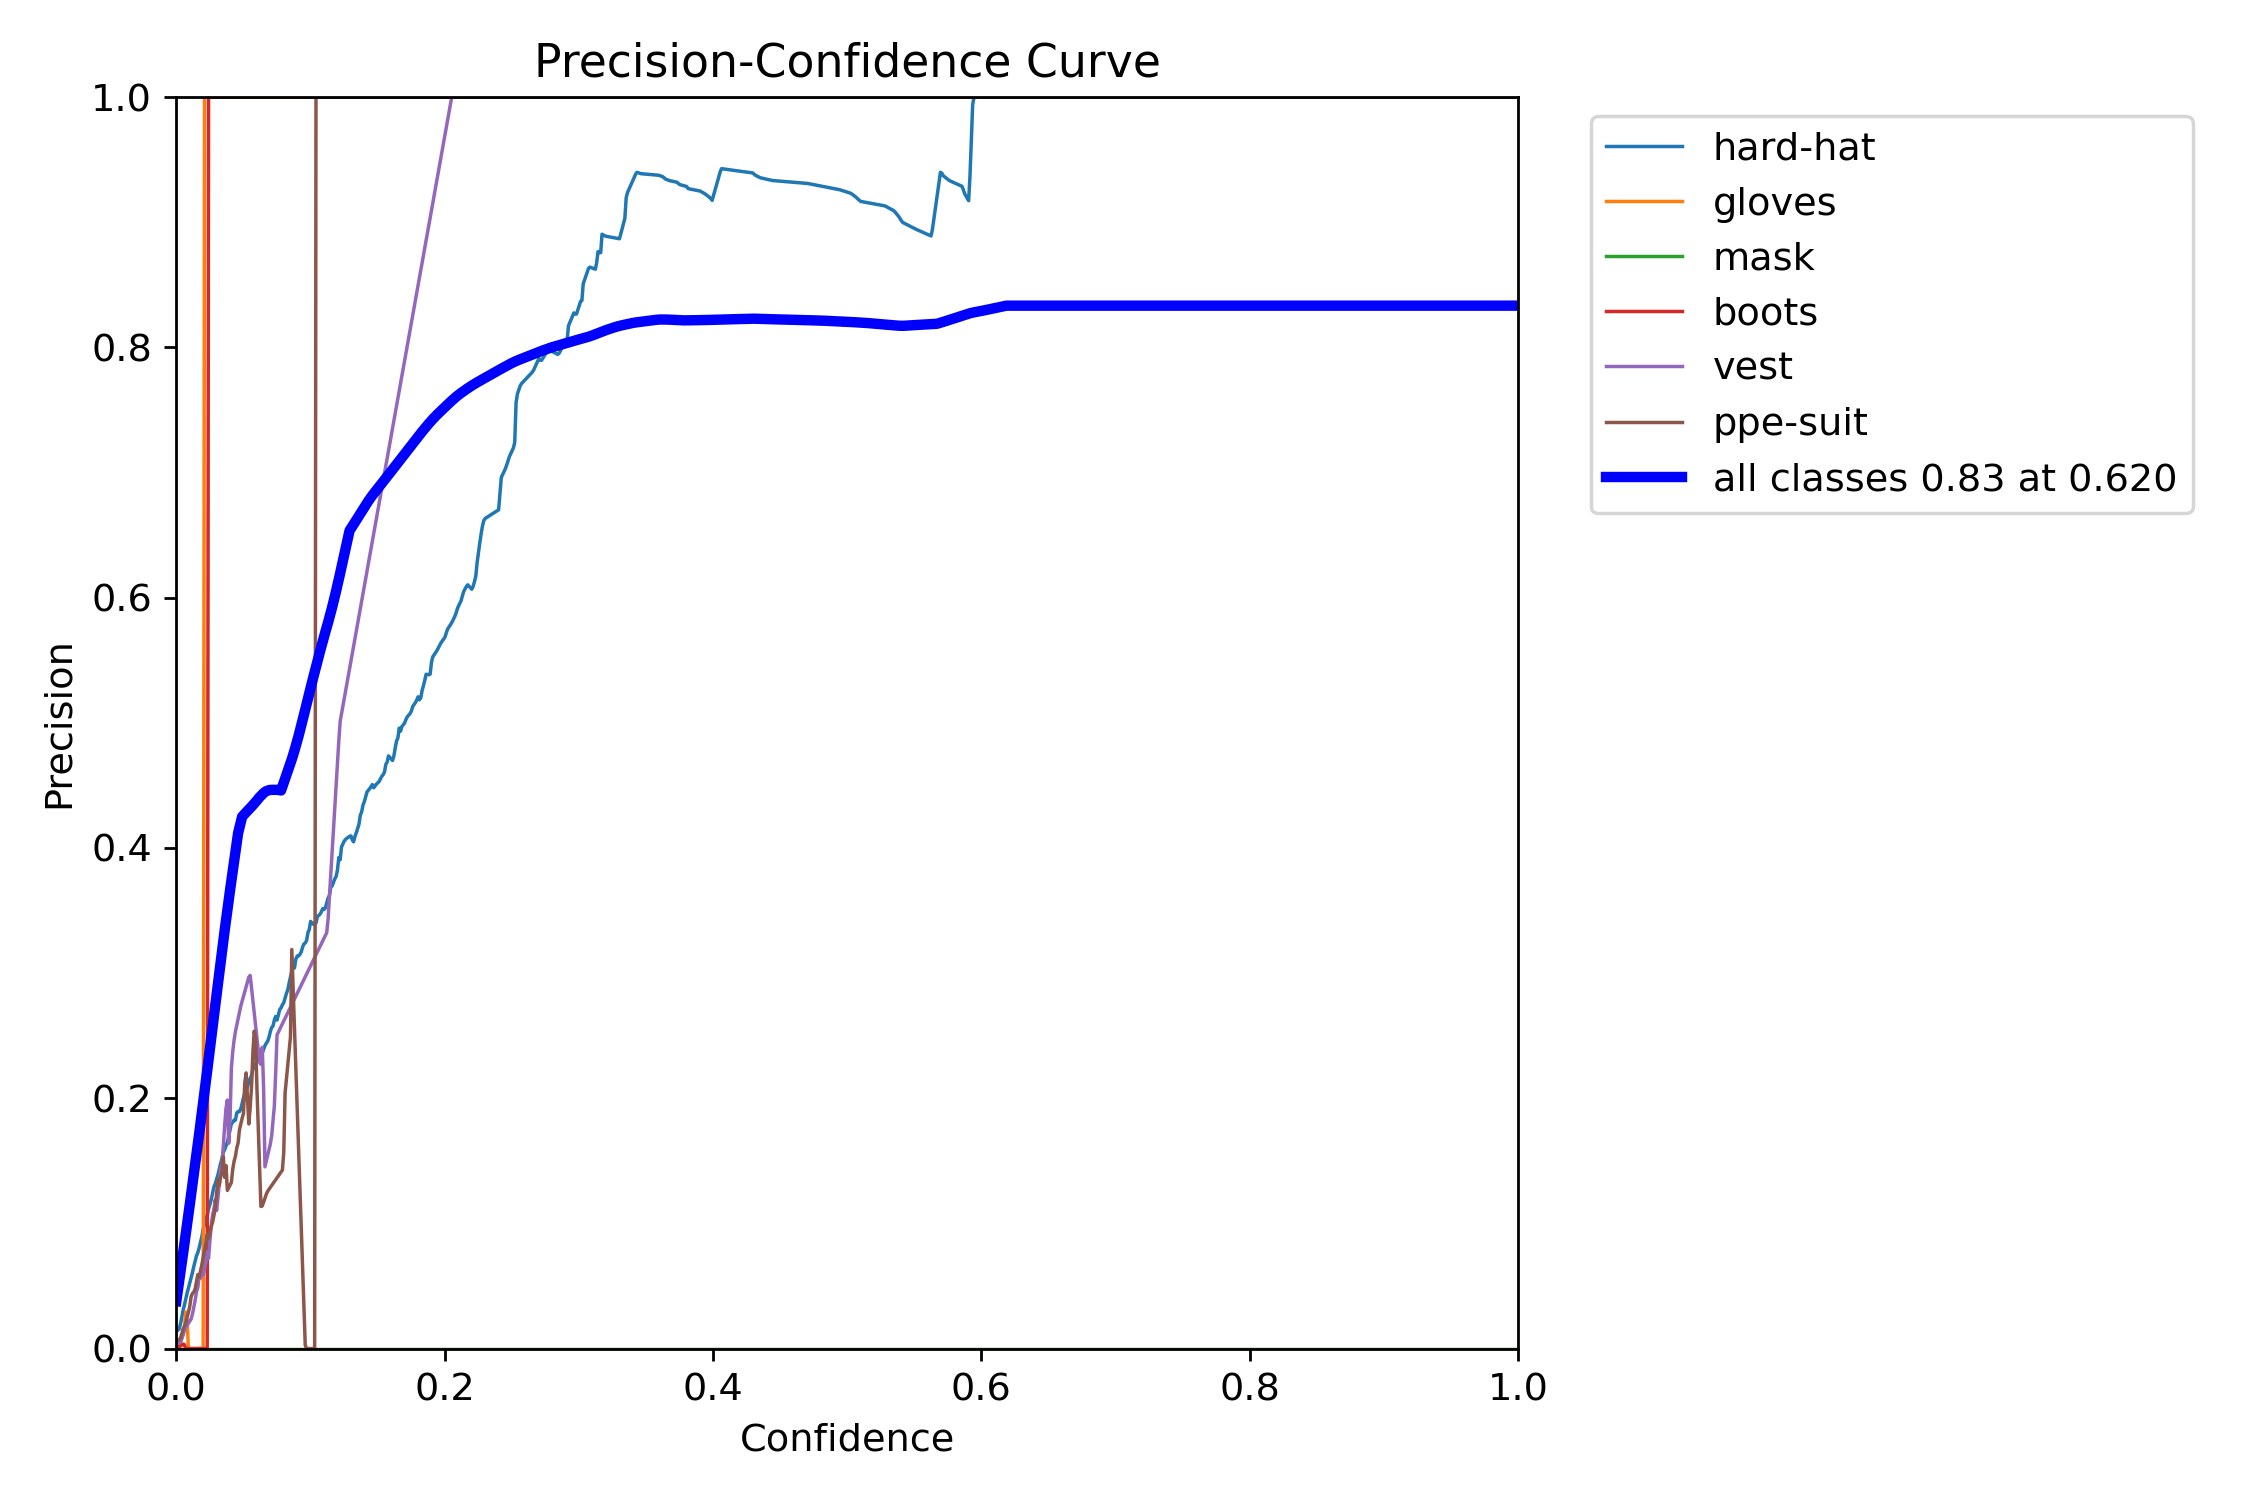 Precision-Confidence Curve
1.0
0.8
0.6
0.4
0.2
0.0
Precision
0.0 0.2 0.4 0.6 0.8 1.0
Confidence
hard-hat
gloves
mask
boots
vest
ppe-suit
all classes 0.83 at 0.620